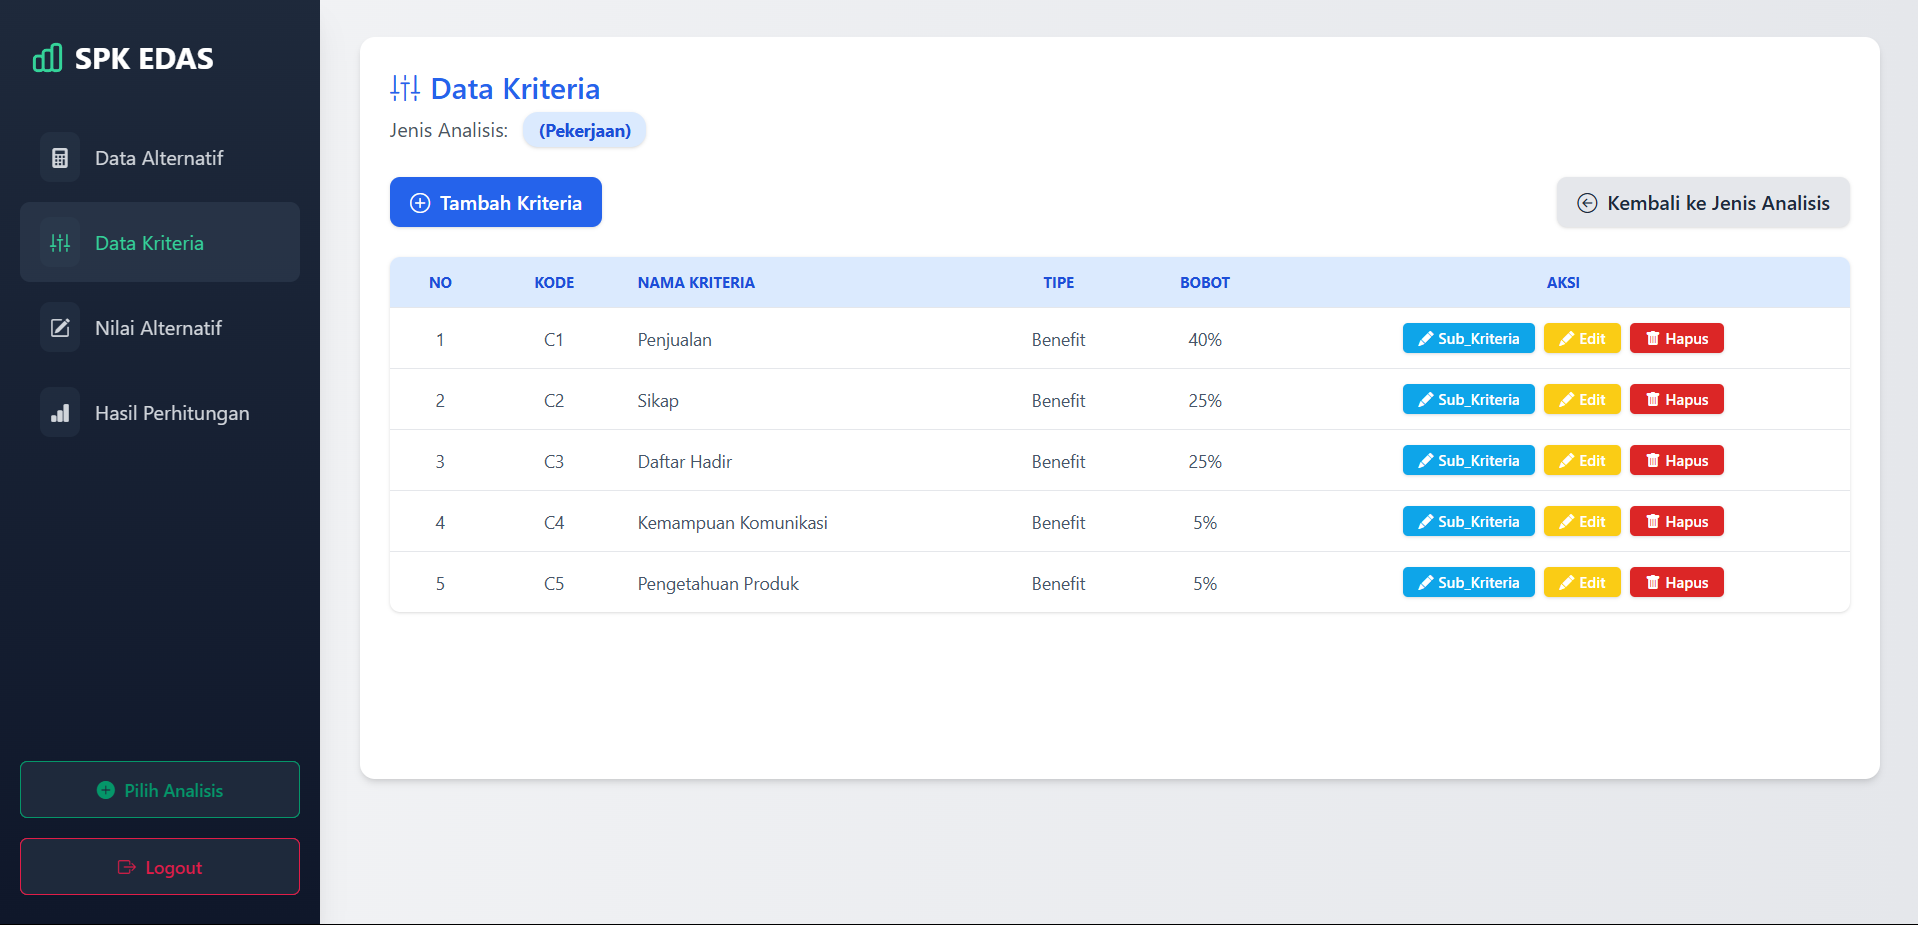 SPK EDAS
Data Alternatif
Data Kriteria
Nilai Alternatif
Hasil Perhitungan
Pilih Analisis
Logout
Data Kriteria
Jenis Analisis: (Pekerjaan)
Tambah Kriteria
Kembali ke Jenis Analisis
NO KODE NAMA KRITERIA TIPE BOBOT AKSI
1 C1 Penjualan Benefit 40% Sub_Kriteria Edit Hapus
2 C2 Sikap Benefit 25% Sub_Kriteria Edit Hapus
3 C3 Daftar Hadir Benefit 25% Sub_Kriteria Edit Hapus
4 C4 Kemampuan Komunikasi Benefit 5% Sub_Kriteria Edit Hapus
5 C5 Pengetahuan Produk Benefit 5% Sub_Kriteria Edit Hapus